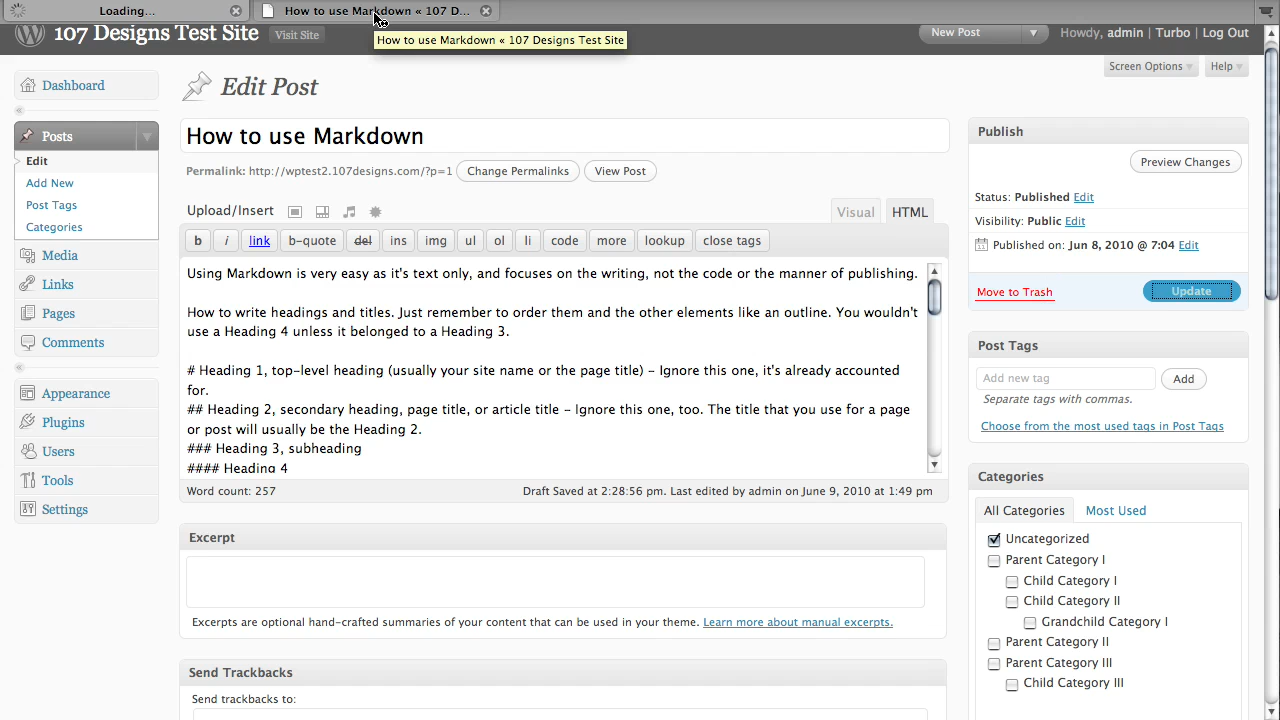 Loading...
How to use Markdown « 107 D...
107 Designs Test Site
Visit Site
How to use Markdown « 107 Designs Test Site
New Post
Howdy, admin | Turbo | Log Out
Screen Options
Help
Dashboard
Edit Post
Posts
Edit
Add New
Post Tags
Categories
Media
Links
Pages
Comments
Appearance
Plugins
Users
Tools
Settings
How to use Markdown
Permalink: http://wptest2.107designs.com/?p=1
Change Permalinks
View Post
Upload/Insert
Visual
HTML
b
i
link
b-quote
del
ins
img
ul
ol
li
code
more
lookup
close tags
Using Markdown is very easy as it's text only, and focuses on the writing, not the code or the manner of publishing.
How to write headings and titles. Just remember to order them and the other elements like an outline. You wouldn't
use a Heading 4 unless it belonged to a Heading 3.
# Heading 1, top-level heading (usually your site name or the page title) – Ignore this one, it's already accounted
for.
## Heading 2, secondary heading, page title, or article title – Ignore this one, too. The title that you use for a page
or post will usually be the Heading 2.
### Heading 3, subheading
#### Heading 4
Word count: 257
Draft Saved at 2:28:56 pm. Last edited by admin on June 9, 2010 at 1:49 pm
Excerpt
Excerpts are optional hand-crafted summaries of your content that can be used in your theme. Learn more about manual excerpts.
Send Trackbacks
Send trackbacks to:
Publish
Preview Changes
Status: Published Edit
Visibility: Public Edit
Published on: Jun 8, 2010 @ 7:04 Edit
Move to Trash
Update
Post Tags
Add new tag
Add
Separate tags with commas.
Choose from the most used tags in Post Tags
Categories
All Categories
Most Used
Uncategorized
Parent Category I
Child Category I
Child Category II
Grandchild Category I
Parent Category II
Parent Category III
Child Category III